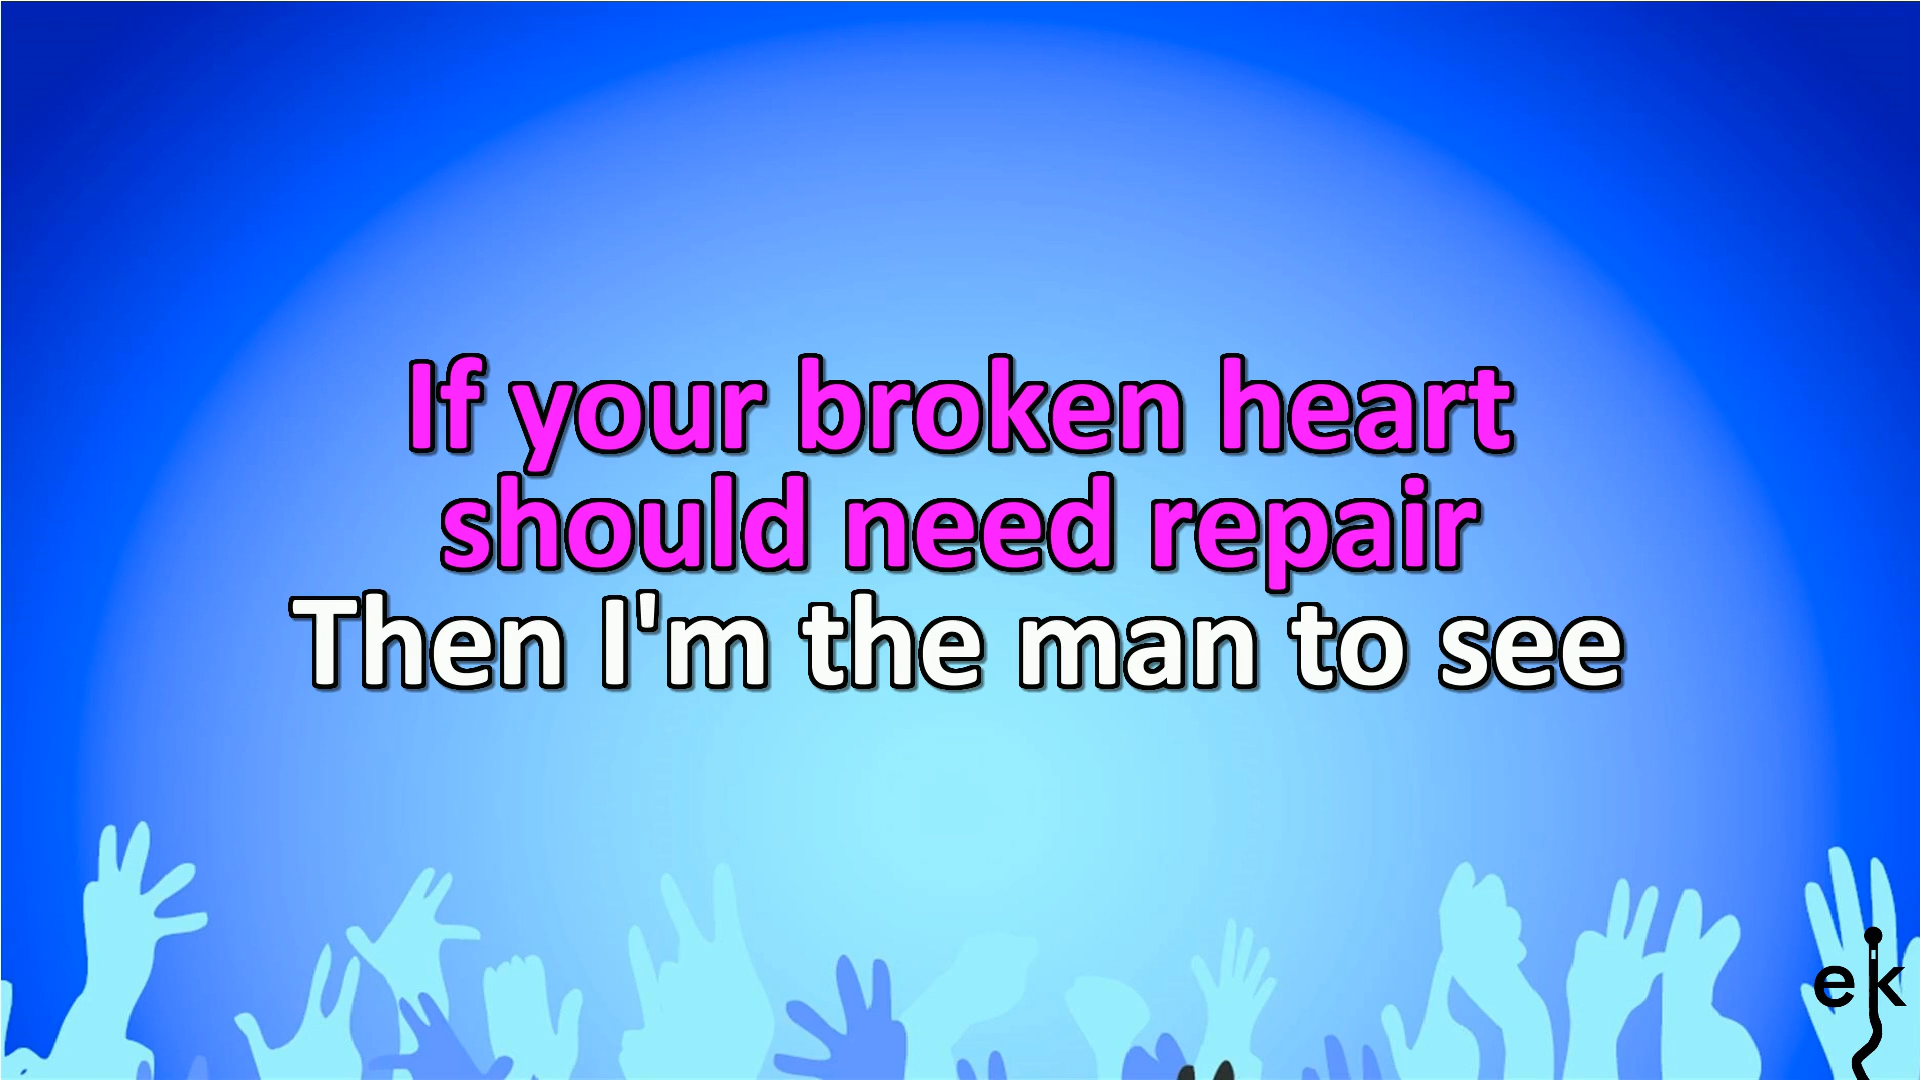 If your broken heart
should need repair
Then I'm the man to see
ek